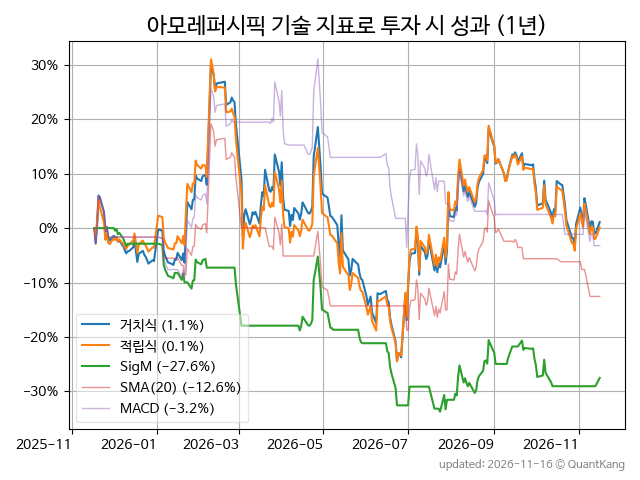 아모레퍼시픽 기술 지표로 투자 시 성과 (1년)
30%
20%
10%
0%
−10%
−20%
−30%
거치식 (1.1%)
적립식 (0.1%)
SigM (−27.6%)
SMA(20) (−12.6%)
MACD (−3.2%)
2025-11
2026-01
2026-03
2026-05
2026-07
2026-09
2026-11
updated: 2026-11-16 © QuantKang